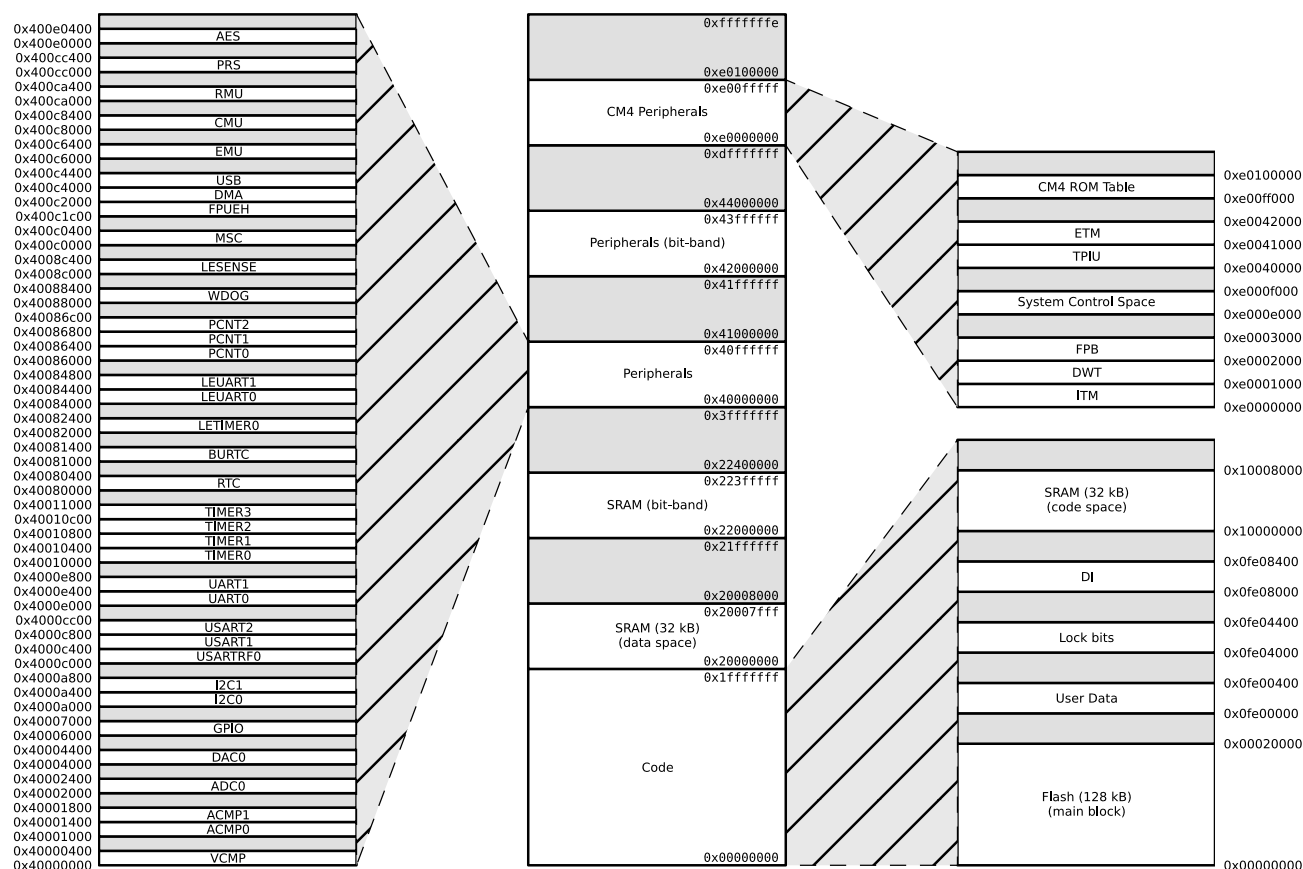 0x400e0400
AES
0x400e0000
0x400cc400
PRS
0x400cc000
0x400ca400
RMU
0x400ca000
0x400c8400
CMU
0x400c8000
0x400c6400
EMU
0x400c6000
0x400c4400
USB
0x400c4000
DMA
0x400c2000
FPUEH
0x400c1c00
0x400c0400
MSC
0x400c0000
0x4008c400
LESENSE
0x4008c000
0x40088400
WDOG
0x40088000
0x40086c00
PCNT2
0x40086800
PCNT1
0x40086400
PCNT0
0x40086000
0x40084800
LEUART1
0x40084400
LEUART0
0x40084000
0x40082400
LETIMER0
0x40082000
0x40081400
BURTC
0x40081000
0x40080400
RTC
0x40080000
0x40011000
TIMER3
0x40010c00
TIMER2
0x40010800
TIMER1
0x40010400
TIMER0
0x40010000
0x4000e800
UART1
0x4000e400
UART0
0x4000e000
0x4000cc00
USART2
0x4000c800
USART1
0x4000c400
USARTRF0
0x4000c000
0x4000a800
I2C1
0x4000a400
I2C0
0x4000a000
0x40007000
GPIO
0x40006000
0x40004400
DAC0
0x40004000
0x40002400
ADC0
0x40002000
0x40001800
ACMP1
0x40001400
ACMP0
0x40001000
0x40000400
VCMP
0x40000000
0xfffffffe
0xe0100000
0xe00fffff
CM4 Peripherals
0xe0000000
0xdfffffff
0x44000000
0x43ffffff
Peripherals (bit-band)
0x42000000
0x41ffffff
0x41000000
0x40ffffff
Peripherals
0x40000000
0x3fffffff
0x22400000
0x223fffff
SRAM (bit-band)
0x22000000
0x21ffffff
0x20008000
0x20007fff
SRAM (32 kB)
(data space)
0x20000000
0x1fffffff
Code
0x00000000
0xe0100000
CM4 ROM Table
0xe00ff000
0xe0042000
ETM
0xe0041000
TPIU
0xe0040000
0xe000f000
System Control Space
0xe000e000
0xe0003000
FPB
0xe0002000
DWT
0xe0001000
ITM
0xe0000000
0x10008000
SRAM (32 kB)
(code space)
0x10000000
0x0fe08400
DI
0x0fe08000
0x0fe04400
Lock bits
0x0fe04000
0x0fe00400
User Data
0x0fe00000
0x00020000
Flash (128 kB)
(main block)
0x00000000